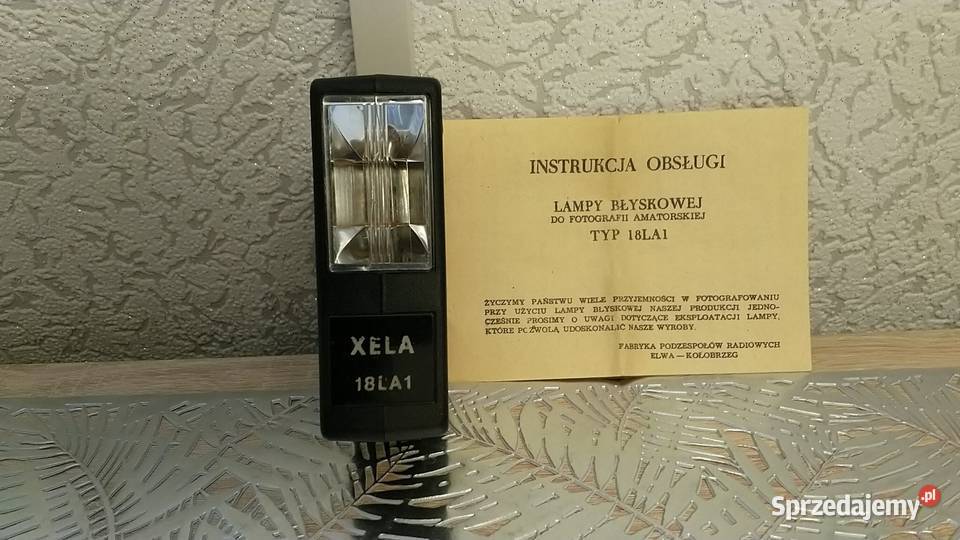 XELA
18LA1
INSTRUKCJA OBSŁUGI
LAMPY BŁYSKOWEJ
DO FOTOGRAFII AMATORSKIEJ
TYP 18LA1
ŻYCZYMY PAŃSTWU WIELE PRZYJEMNOŚCI W FOTOGRAFOWANIU
PRZY UŻYCIU LAMPY BŁYSKOWEJ NASZEJ PRODUKCJI JEDNO-
CZEŚNIE PROSIMY O UWAGI DOTYCZĄCE EKSPLOATACJI LAMPY,
KTÓRE POZWOLĄ UDOSKONALIĆ NASZE WYROBY.
FABRYKA PODZESPOŁÓW RADIOWYCH
ELWA — KOŁOBRZEG
Sprzedajemy.pl